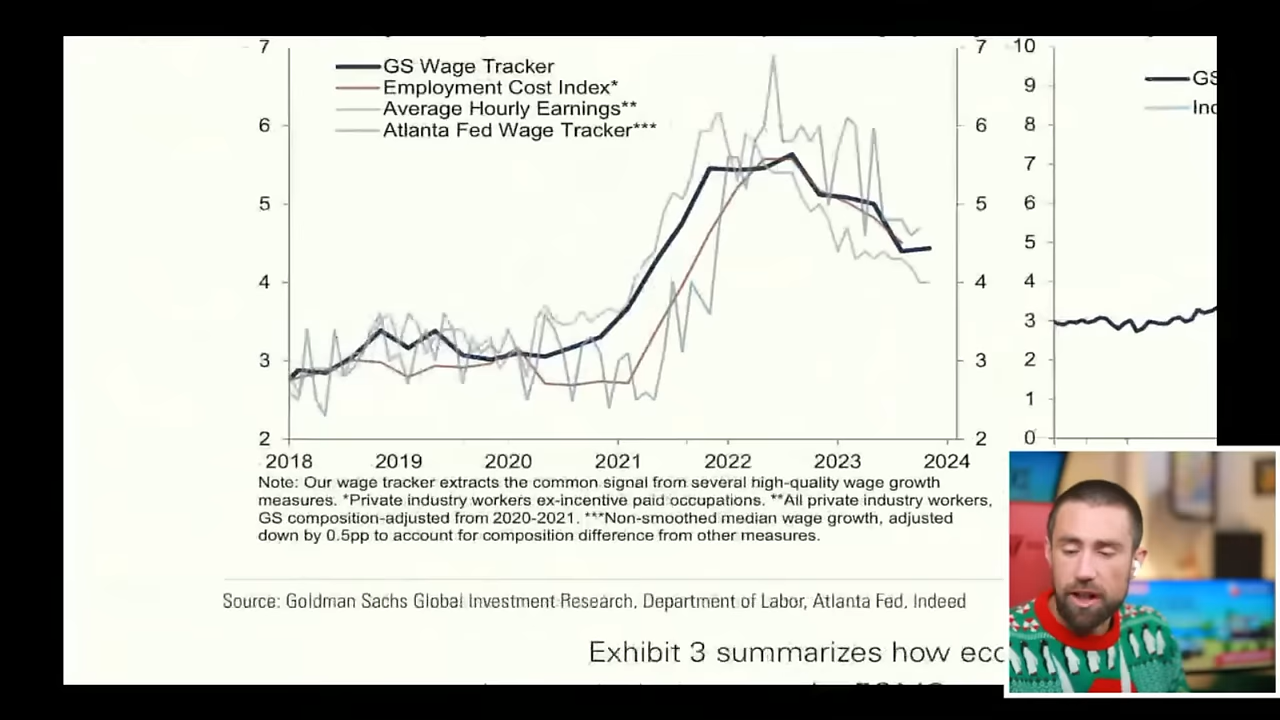 7
6
5
4
3
2
GS Wage Tracker
Employment Cost Index*
Average Hourly Earnings**
Atlanta Fed Wage Tracker***
7
6
5
4
3
2
2018 2019 2020 2021 2022 2023 2024
10
9
8
7
6
5
4
3
2
1
0
GS
Ind
Note: Our wage tracker extracts the common signal from several high-quality wage growth
measures. *Private industry workers ex-incentive paid occupations. **All private industry workers,
GS composition-adjusted from 2020-2021. ***Non-smoothed median wage growth, adjusted
down by 0.5pp to account for composition difference from other measures.
Source: Goldman Sachs Global Investment Research, Department of Labor, Atlanta Fed, Indeed
Exhibit 3 summarizes how eco